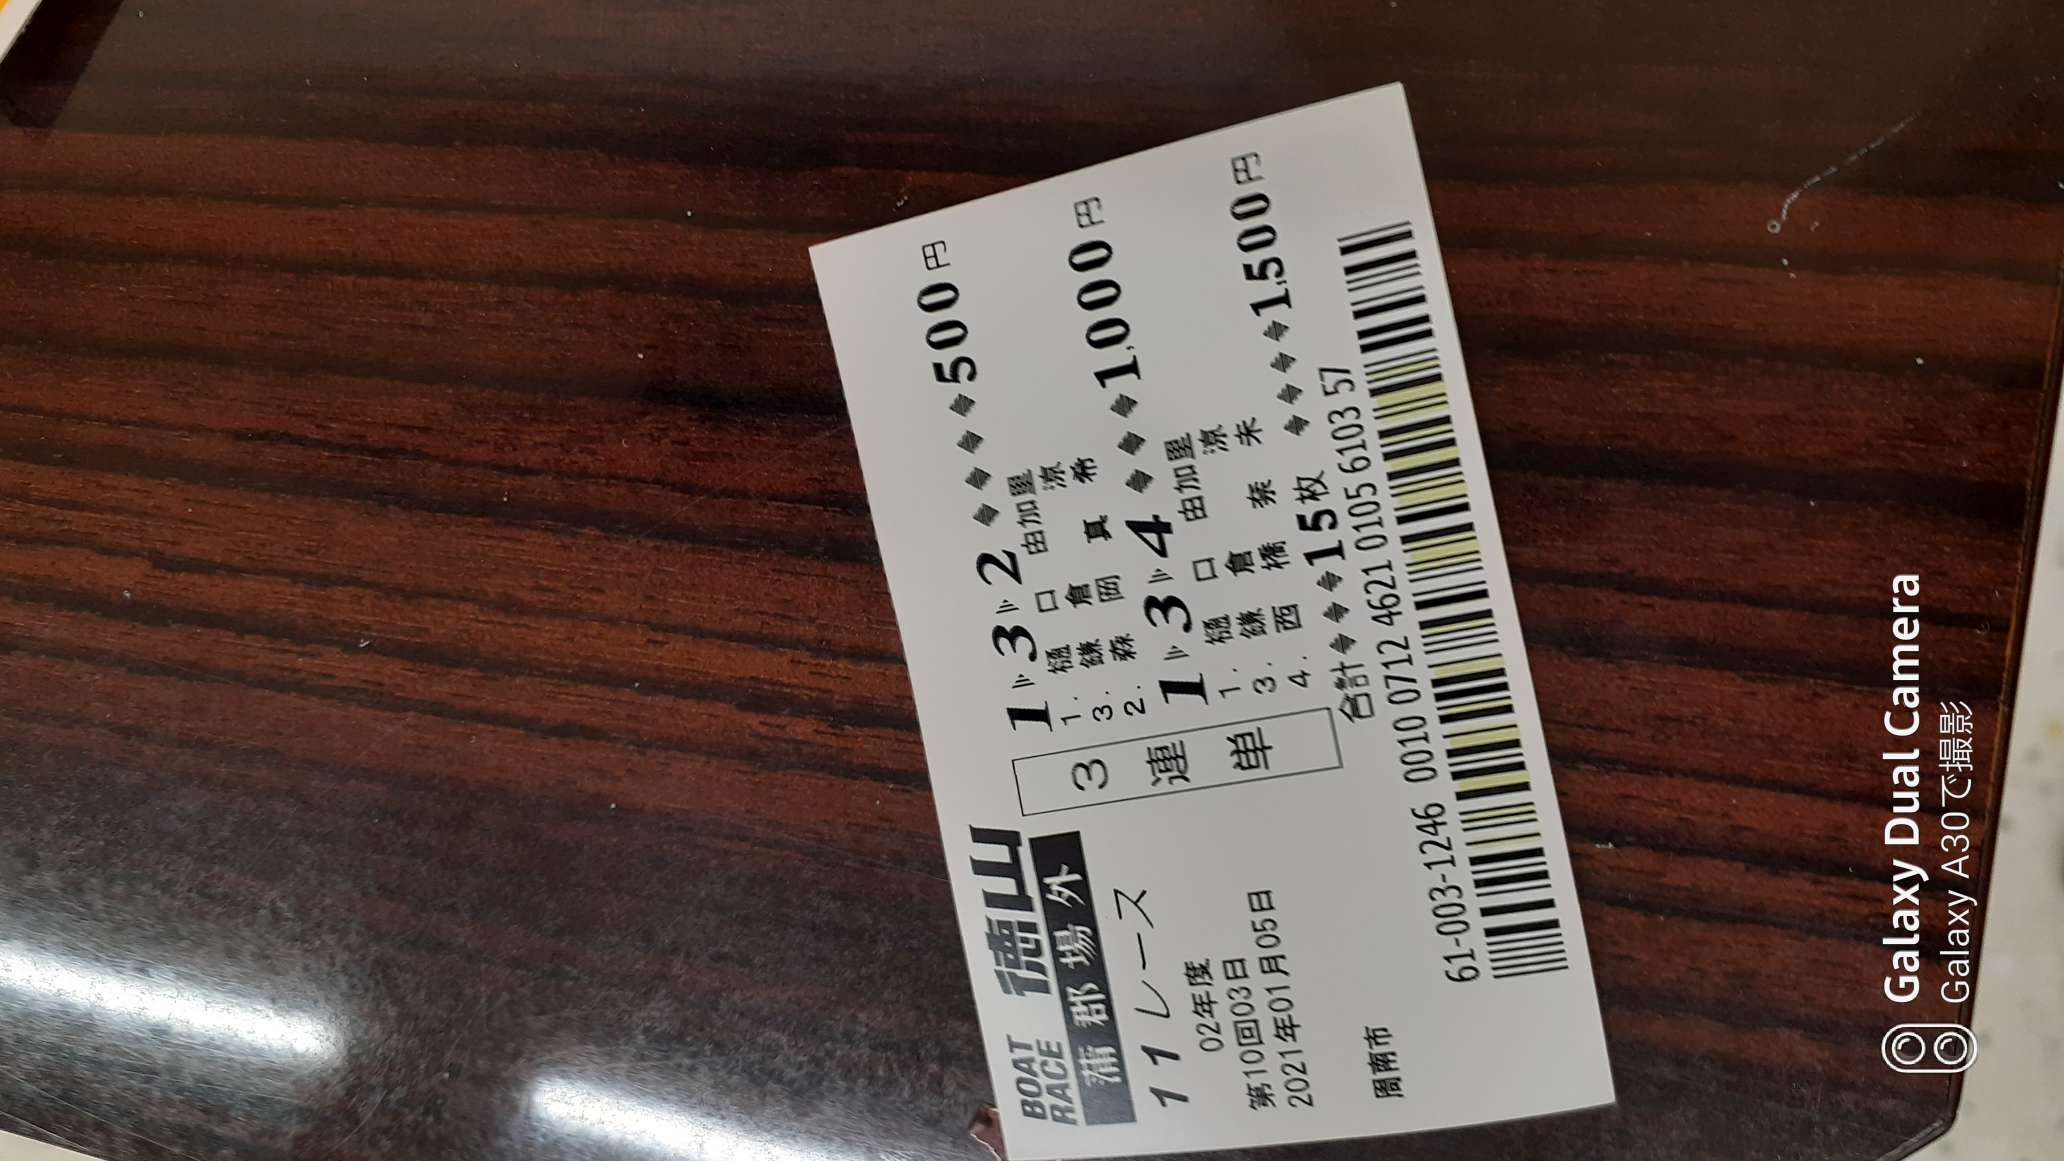 BOAT RACE 徳山
蒲郡場外
11レース
02年度
第10回03日
2021年01月05日
周南市
3連単
1 3 2 ◆◆◆◆500円
1. 樋口由加里
3. 鎌倉涼
2. 森岡真希
1 3 4 ◆◆◆1,000円
1. 樋口由加里
3. 鎌倉涼
4. 西橋奈未
合計◆◆◆15枚 ◆◆◆◆1,500円
61-003-1246 0010 0712 4621 0105 6103 57
Galaxy Dual Camera
Galaxy A30で撮影